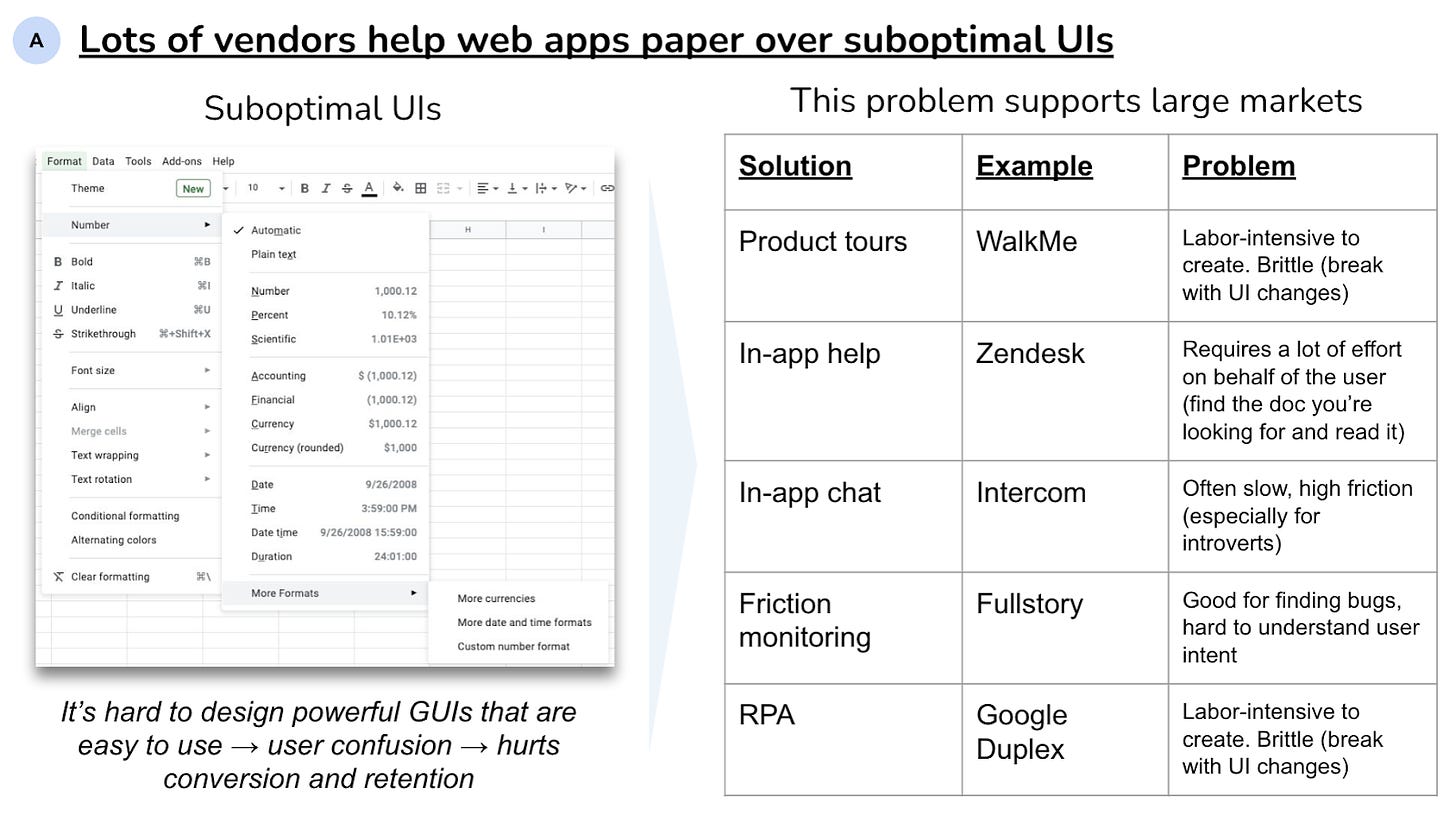 A
Lots of vendors help web apps paper over suboptimal UIs
Suboptimal UIs
Format Data Tools Add-ons Help
Theme New
10 B I S A
Number
B Bold ⌘B
I Italic ⌘I
U Underline ⌘U
S Strikethrough ⌘+Shift+X
Font size
Align
Merge cells
Text wrapping
Text rotation
Conditional formatting
Alternating colors
Clear formatting ⌘\
Automatic
Plain text
Number 1,000.12
Percent 10.12%
Scientific 1.01E+03
Accounting $ (1,000.12)
Financial (1,000.12)
Currency $1,000.12
Currency (rounded) $1,000
Date 9/26/2008
Time 3:59:00 PM
Date time 9/26/2008 15:59:00
Duration 24:01:00
More Formats
More currencies
More date and time formats
Custom number format
H I
It’s hard to design powerful GUIs that are
easy to use → user confusion → hurts
conversion and retention
This problem supports large markets
Solution Example Problem
Product tours WalkMe Labor-intensive to
create. Brittle (break
with UI changes)
In-app help Zendesk Requires a lot of effort
on behalf of the user
(find the doc you’re
looking for and read it)
In-app chat Intercom Often slow, high friction
(especially for
introverts)
Friction
monitoring
Fullstory
Good for finding bugs,
hard to understand user
intent
RPA
Google
Duplex
Labor-intensive to
create. Brittle (break
with UI changes)